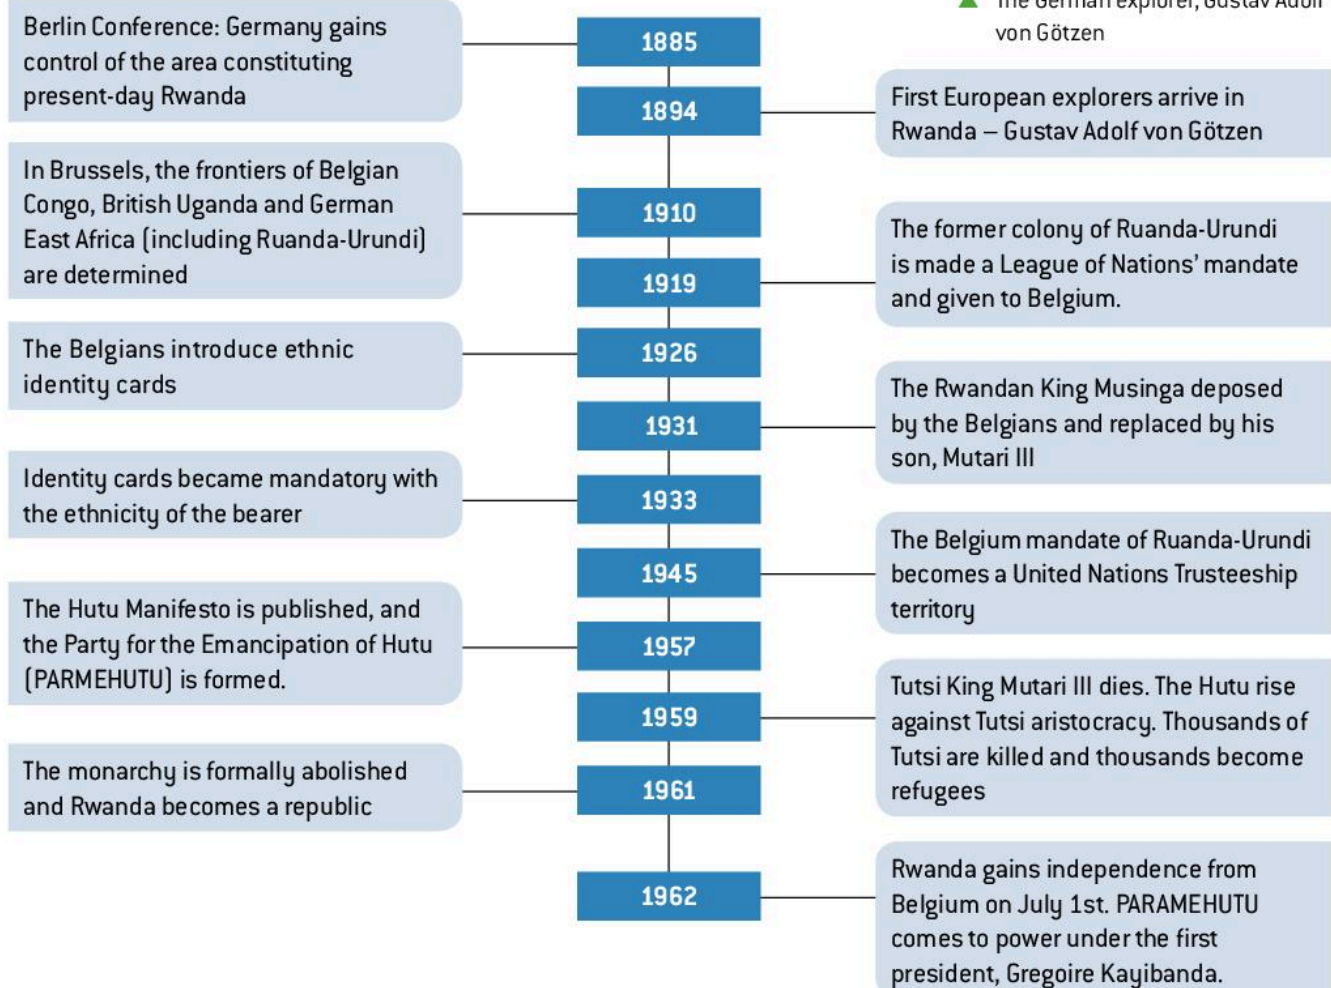 The German explorer, Gustav Adolf
von Götzen
Berlin Conference: Germany gains
control of the area constituting
present-day Rwanda
1885
1894
First European explorers arrive in
Rwanda – Gustav Adolf von Götzen
In Brussels, the frontiers of Belgian
Congo, British Uganda and German
East Africa (including Ruanda-Urundi)
are determined
1910
1919
The former colony of Ruanda-Urundi
is made a League of Nations' mandate
and given to Belgium.
The Belgians introduce ethnic
identity cards
1926
1931
The Rwandan King Musinga deposed
by the Belgians and replaced by his
son, Mutari III
Identity cards became mandatory with
the ethnicity of the bearer
1933
1945
The Belgium mandate of Ruanda-Urundi
becomes a United Nations Trusteeship
territory
The Hutu Manifesto is published, and
the Party for the Emancipation of Hutu
(PARMEHUTU) is formed.
1957
1959
Tutsi King Mutari III dies. The Hutu rise
against Tutsi aristocracy. Thousands of
Tutsi are killed and thousands become
refugees
The monarchy is formally abolished
and Rwanda becomes a republic
1961
1962
Rwanda gains independence from
Belgium on July 1st. PARAMEHUTU
comes to power under the first
president, Gregoire Kayibanda.